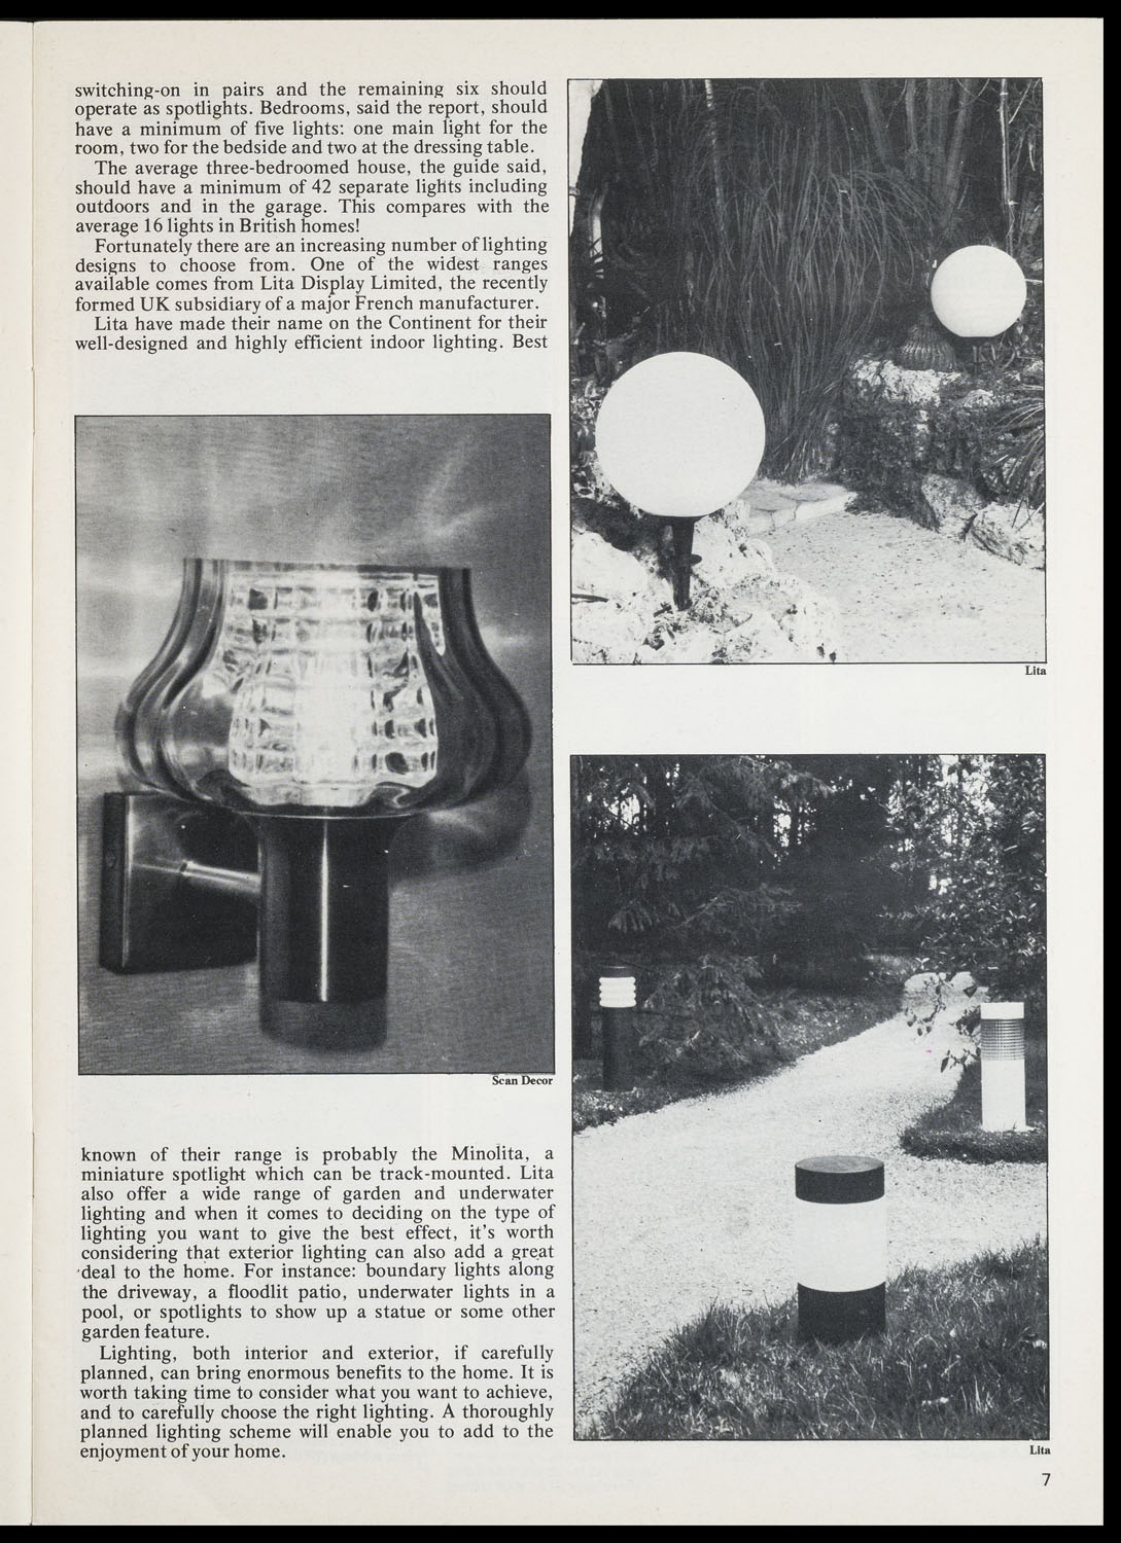 switching-on in pairs and the remaining six should
operate as spotlights. Bedrooms, said the report, should
have a minimum of five lights: one main light for the
room, two for the bedside and two at the dressing table.
The average three-bedroomed house, the guide said,
should have a minimum of 42 separate lights including
outdoors and in the garage. This compares with the
average 16 lights in British homes!
Fortunately there are an increasing number of lighting
designs to choose from. One of the widest ranges
available comes from Lita Display Limited, the recently
formed UK subsidiary of a major French manufacturer.
Lita have made their name on the Continent for their
well-designed and highly efficient indoor lighting. Best
Scan Decor
known of their range is probably the Minolita, a
miniature spotlight which can be track-mounted. Lita
also offer a wide range of garden and underwater
lighting and when it comes to deciding on the type of
lighting you want to give the best effect, it's worth
considering that exterior lighting can also add a great
deal to the home. For instance: boundary lights along
the driveway, a floodlit patio, underwater lights in a
pool, or spotlights to show up a statue or some other
garden feature.
Lighting, both interior and exterior, if carefully
planned, can bring enormous benefits to the home. It is
worth taking time to consider what you want to achieve,
and to carefully choose the right lighting. A thoroughly
planned lighting scheme will enable you to add to the
enjoyment of your home.
Lita
Lita
7